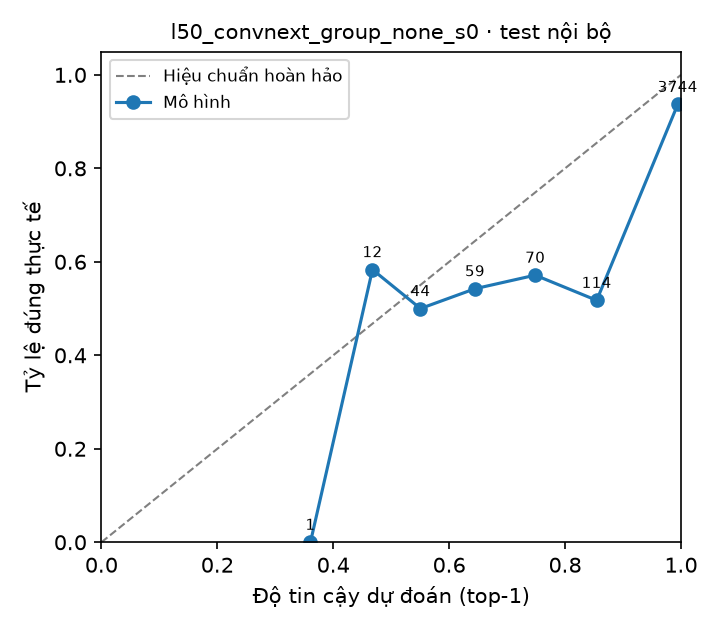 l50_convnext_group_none_s0 · test nội bộ
Hiệu chuẩn hoàn hảo
Mô hình
Tỷ lệ đúng thực tế
1.0
0.8
0.6
0.4
0.2
0.0
3744
12
44
59
70
114
1
0.0 0.2 0.4 0.6 0.8 1.0
Độ tin cậy dự đoán (top-1)